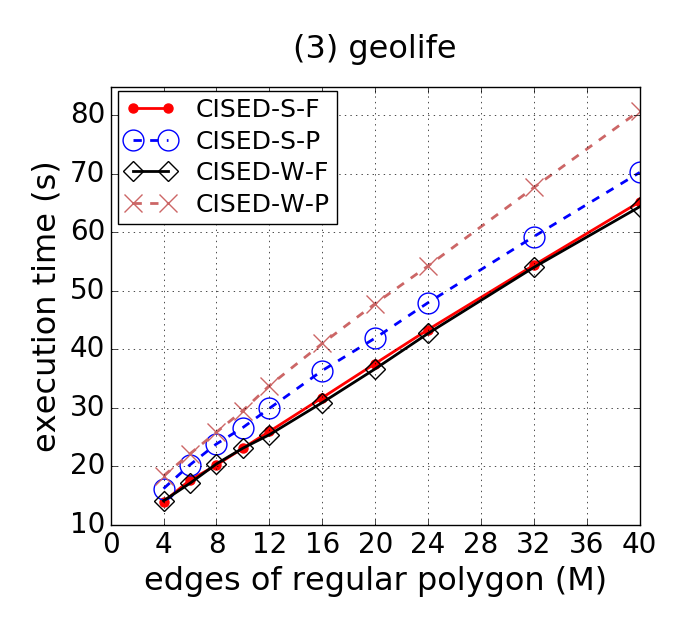 (3) geolife
execution time (s)
80
70
60
50
40
30
20
10
CISED-S-F
CISED-S-P
CISED-W-F
CISED-W-P
0 4 8 12 16 20 24 28 32 36 40
edges of regular polygon (M)